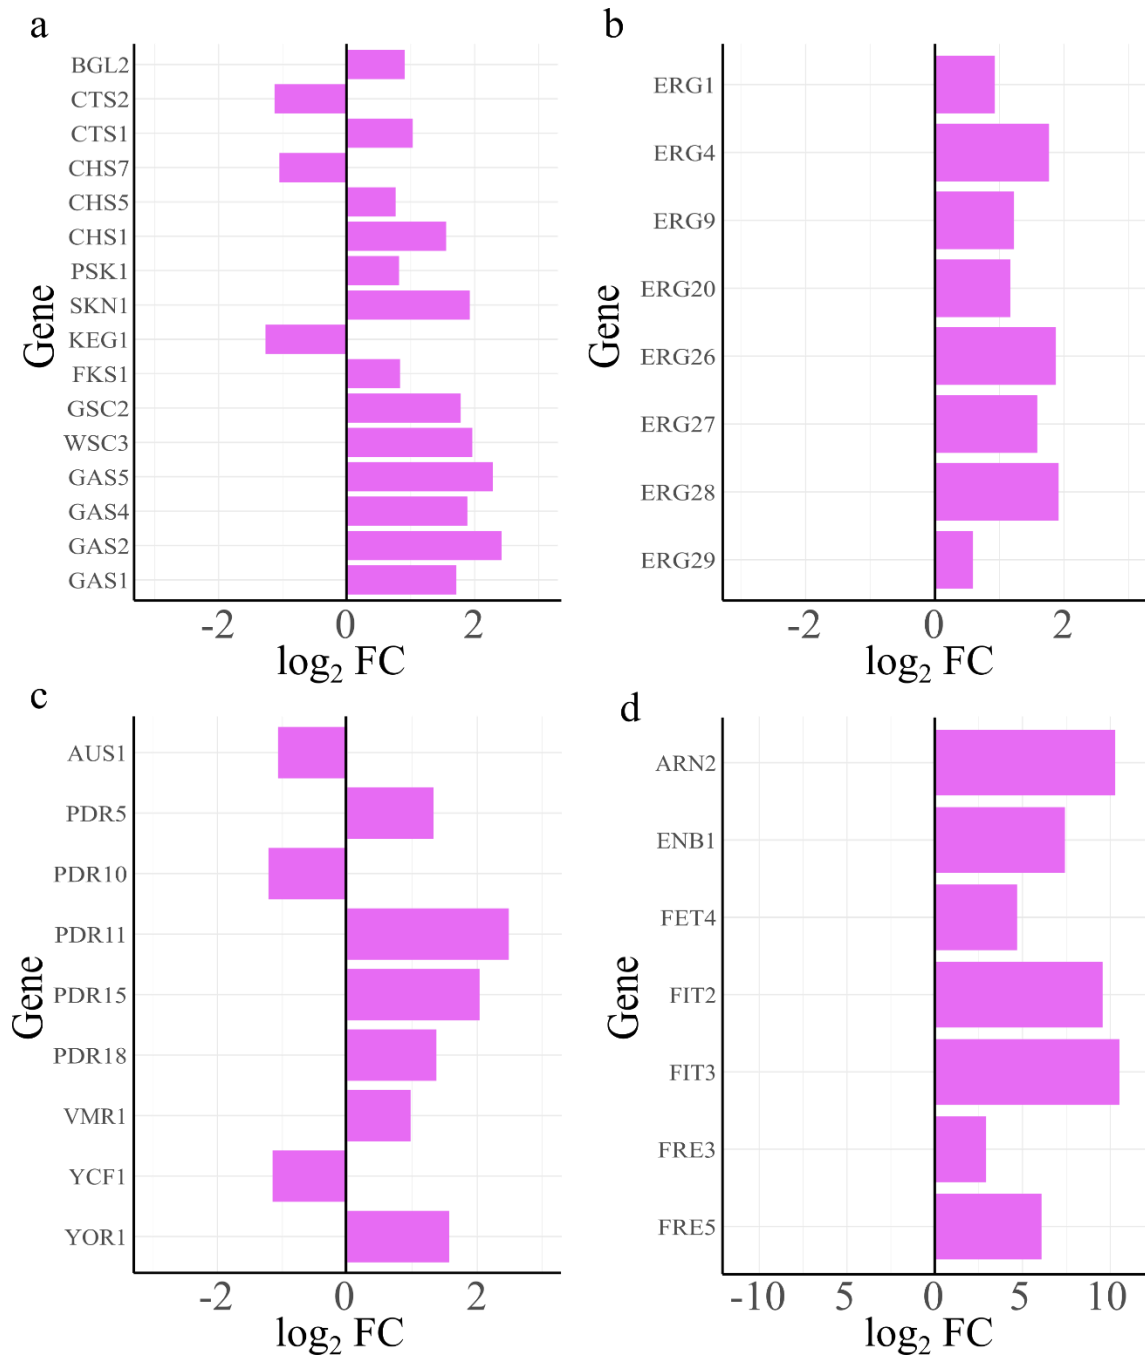 a
BGL2
CTS2
CTS1
CHS7
CHS5
CHS1
PSK1
SKN1
KEG1
FKS1
GSC2
WSC3
GAS5
GAS4
GAS2
GAS1
Gene
-2 0 2
log₂ FC
b
ERG1
ERG4
ERG9
ERG20
ERG26
ERG27
ERG28
ERG29
Gene
-2 0 2
log₂ FC
c
AUS1
PDR5
PDR10
PDR11
PDR15
PDR18
VMR1
YCF1
YOR1
Gene
-2 0 2
log₂ FC
d
ARN2
ENB1
FET4
FIT2
FIT3
FRE3
FRE5
Gene
-10 -5 0 5 10
log₂ FC